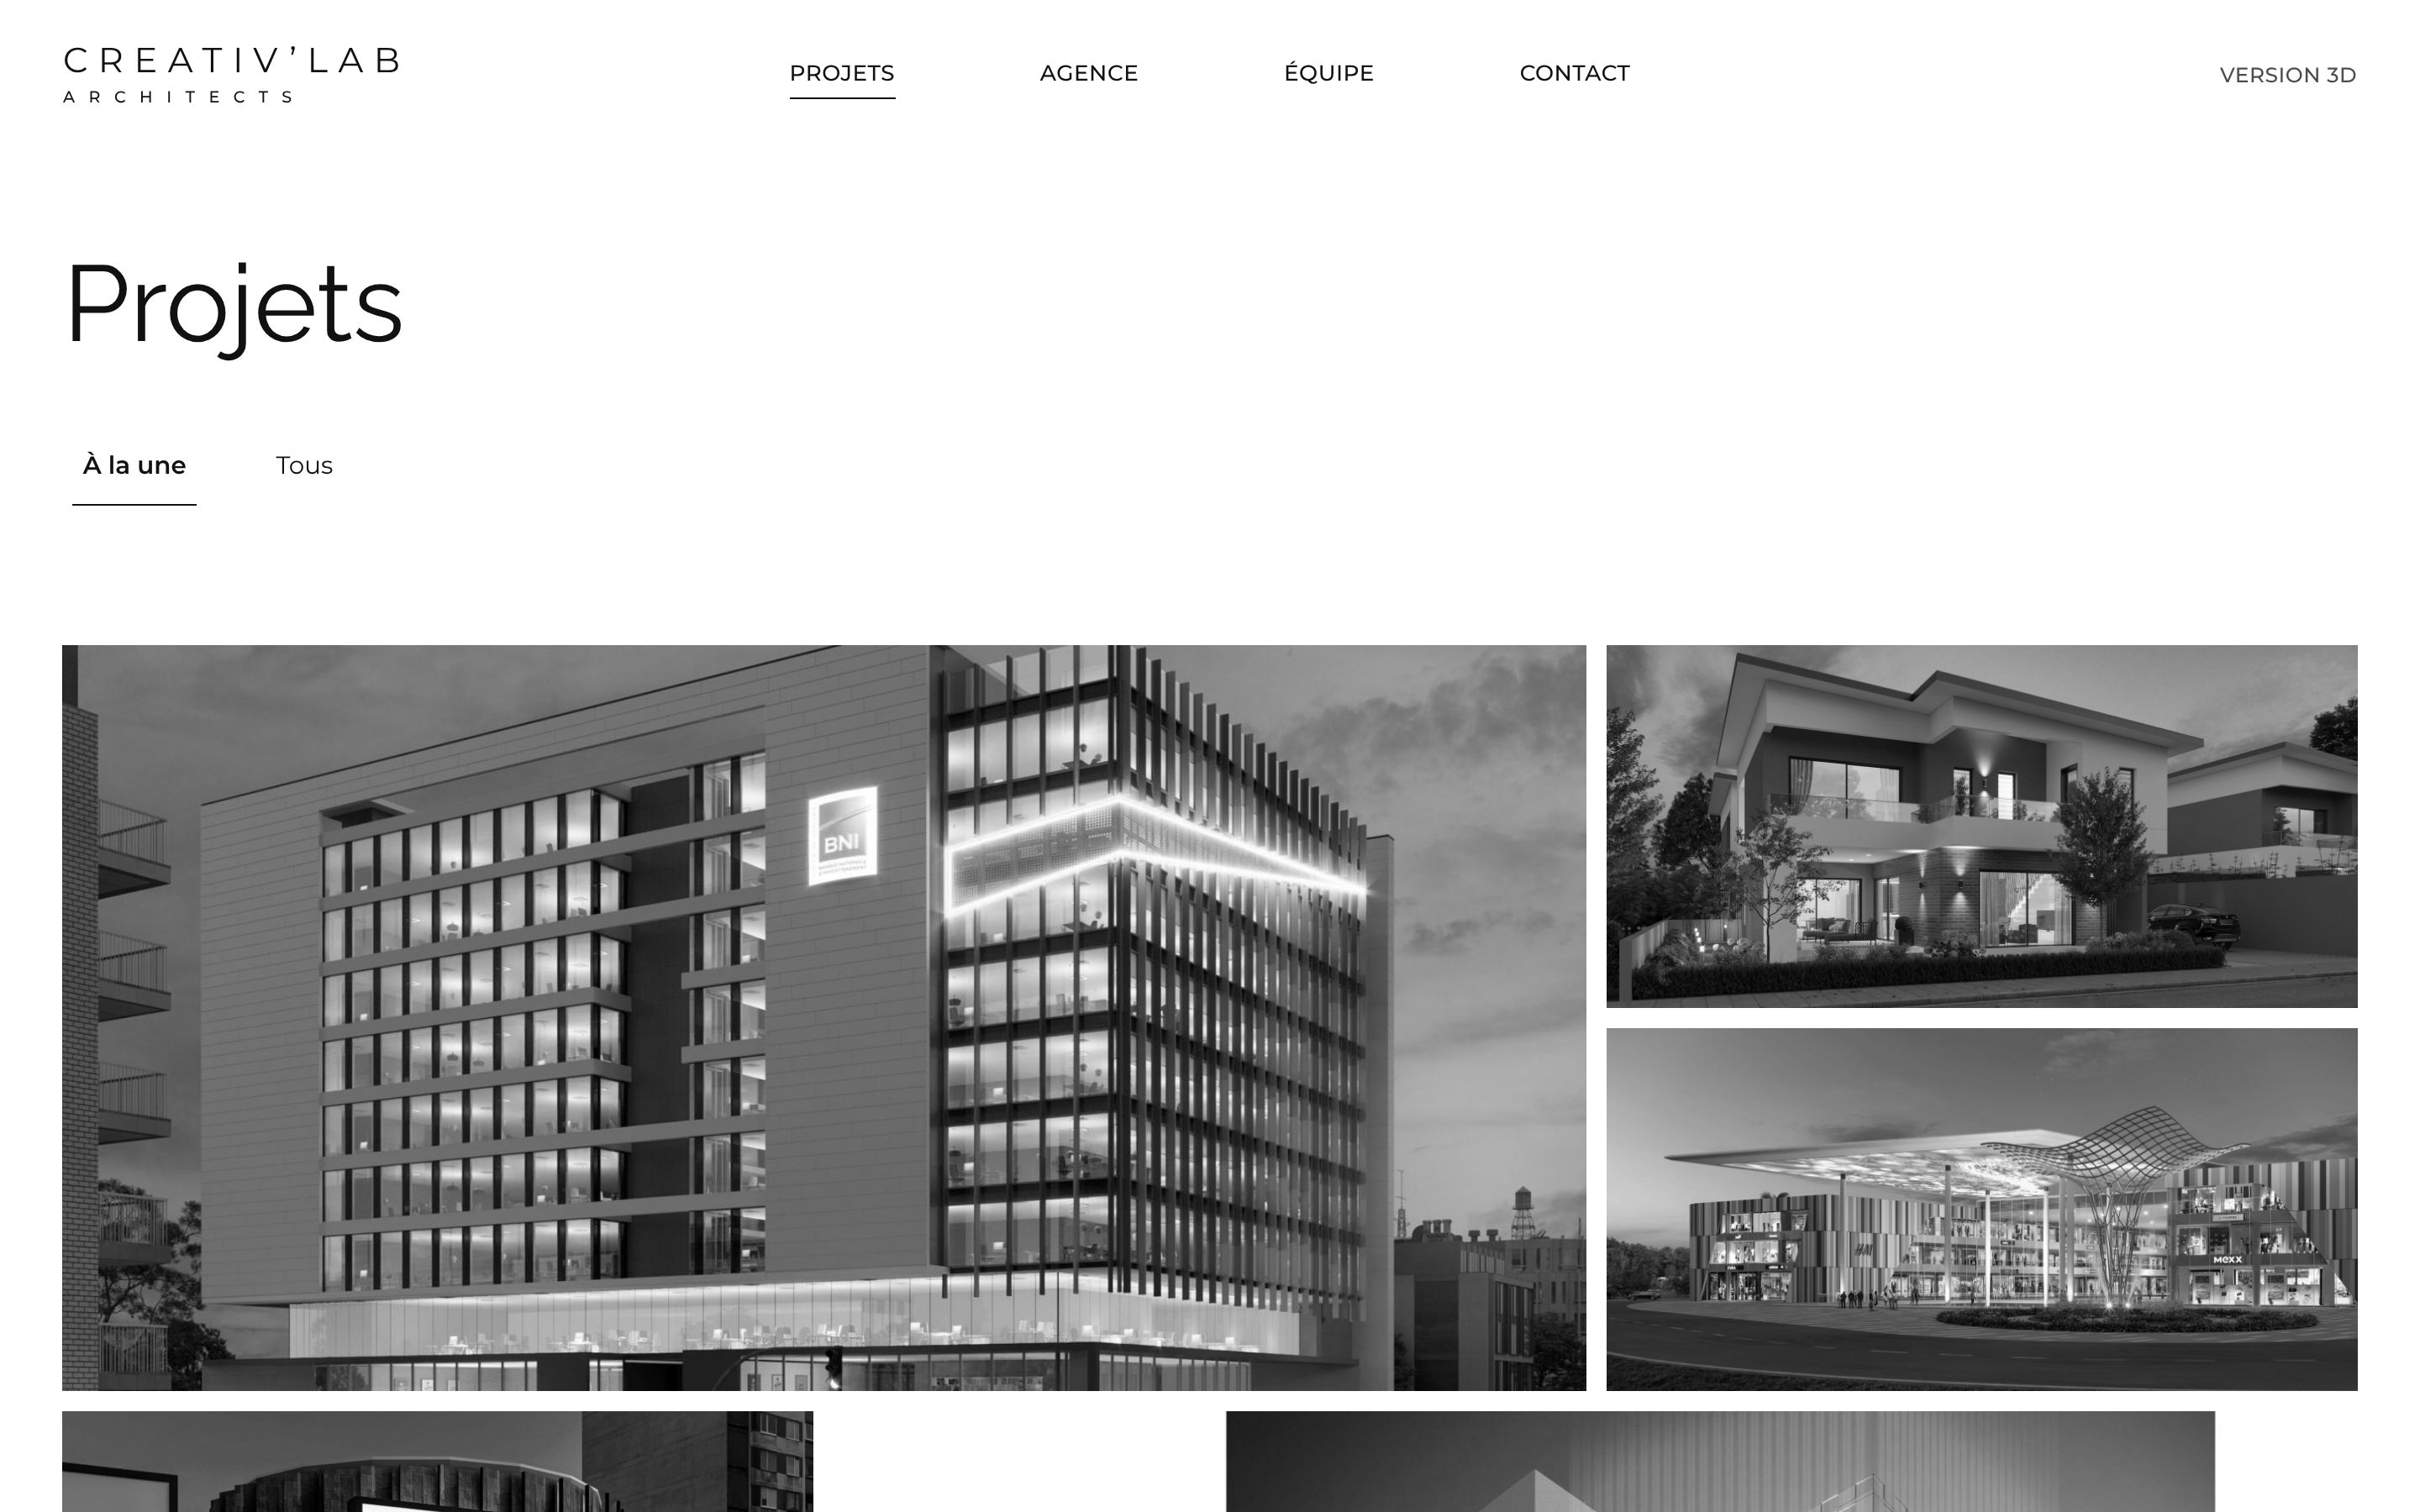 CREATIV'LAB
ARCHITECTS
PROJETS
AGENCE
ÉQUIPE
CONTACT
VERSION 3D
Projets
À la une
Tous
BNI
H&M
mexx